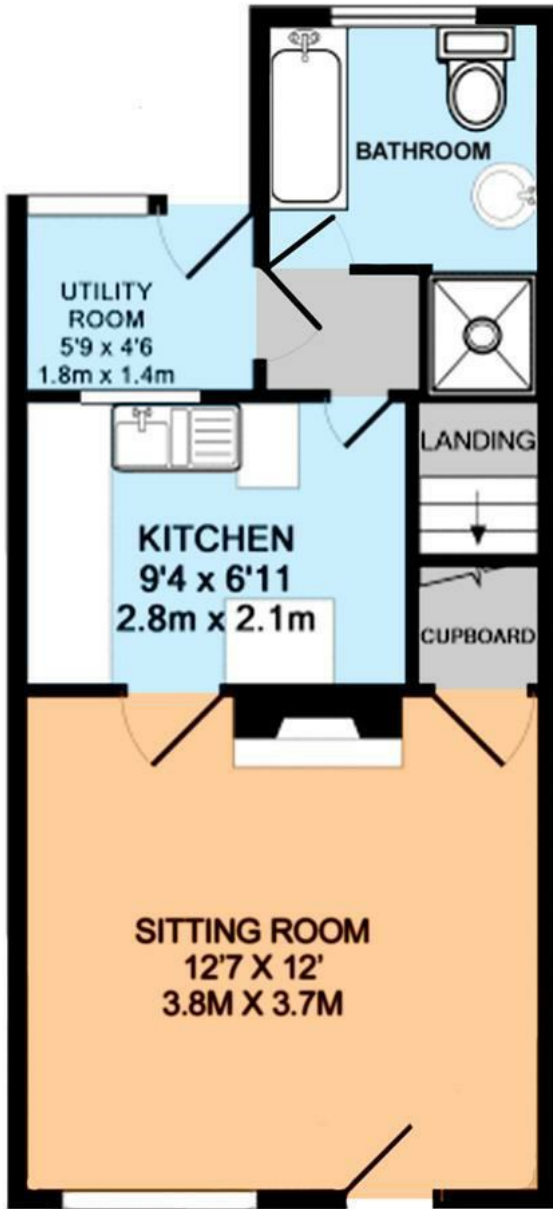 BATHROOM
UTILITY
ROOM
5'9 x 4'6
1.8m x 1.4m
LANDING
KITCHEN
9'4 x 6'11
2.8m x 2.1m
CUPBOARD
SITTING ROOM
12'7 X 12'
3.8M X 3.7M